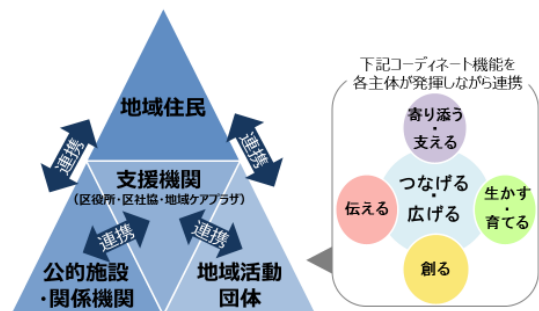 地域住民
連携
連携
支援機関
（区役所・区社協・地域ケアプラザ）
連携
連携
公的施設
・関係機関
地域活動
団体
下記コーディネート機能を
各主体が発揮しながら連携
寄り添う
・
支える
つなげる
・
広げる
伝える
生かす
・
育てる
創る